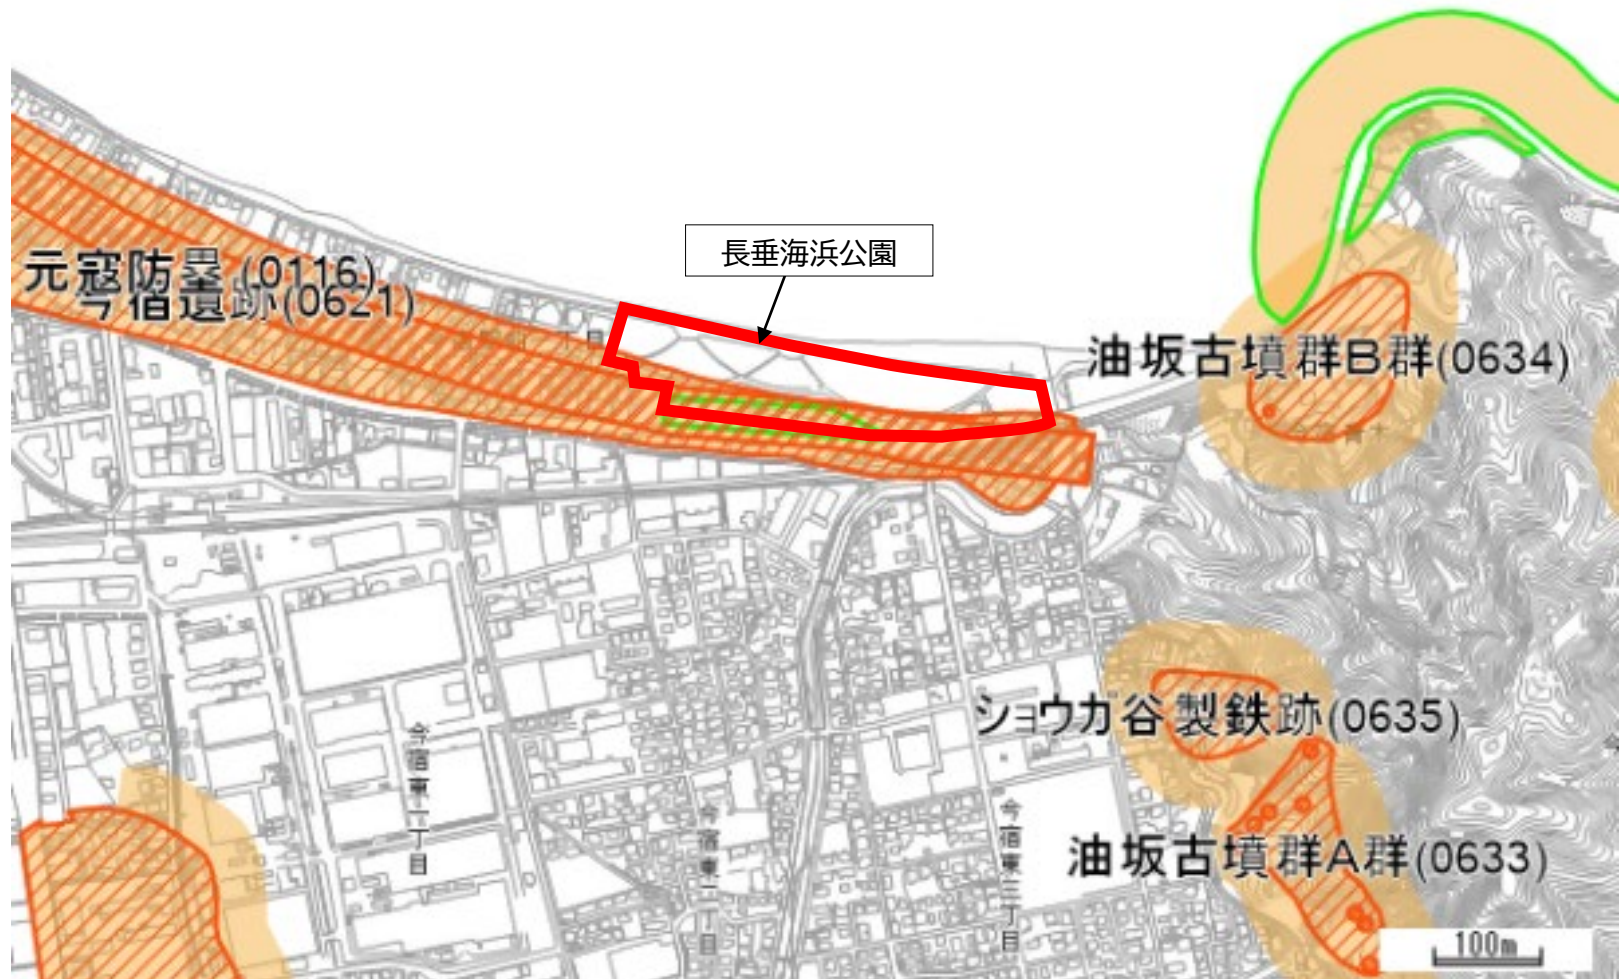 長垂海浜公園
元寇防塁(0116)
今宿遺跡(0621)
油坂古墳群B群(0634)
ショウガ谷製鉄跡(0635)
油坂古墳群A群(0633)
今宿東一丁目
今宿東二丁目
今宿東三丁目
100m